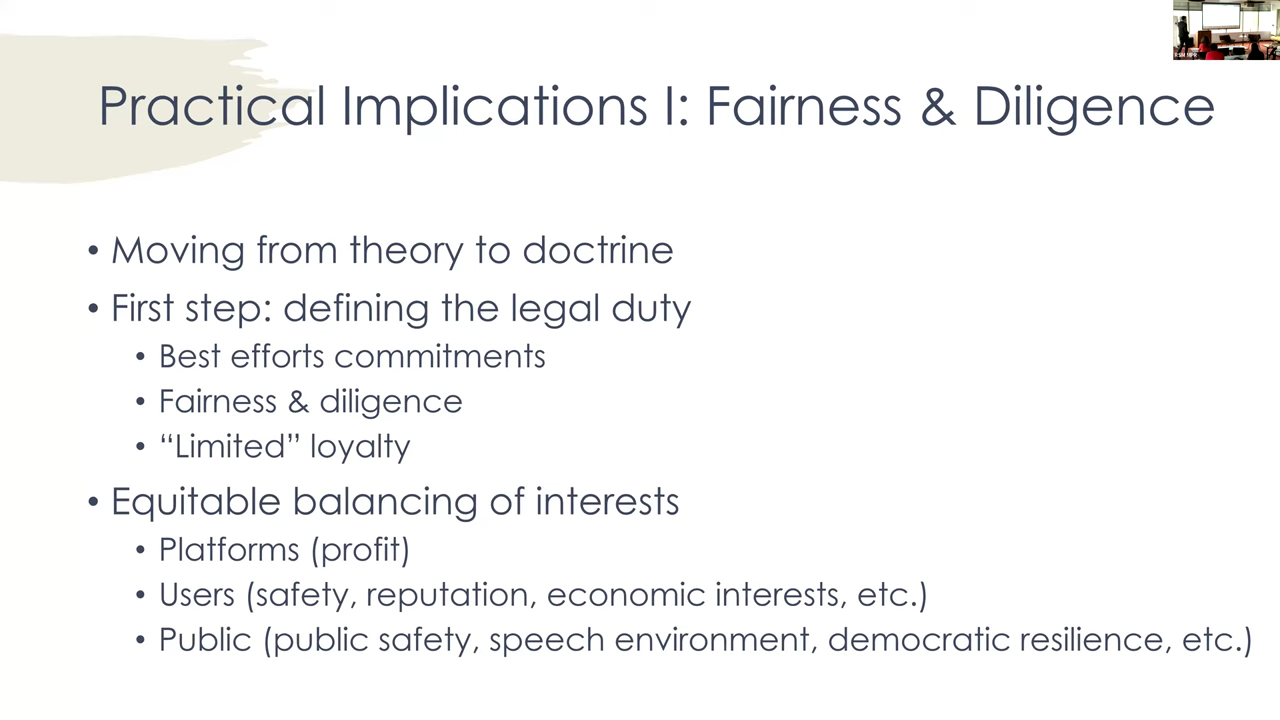 Practical Implications I: Fairness & Diligence
• Moving from theory to doctrine
• First step: defining the legal duty
• Best efforts commitments
• Fairness & diligence
• “Limited” loyalty
• Equitable balancing of interests
• Platforms (profit)
• Users (safety, reputation, economic interests, etc.)
• Public (public safety, speech environment, democratic resilience, etc.)